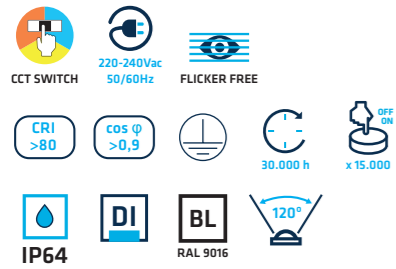 220-240Vac
50/60Hz
CCT SWITCH
FLICKER FREE
CRI
>80
cos φ
>0,9
OFF
ON
30.000 h
x 15.000
IP64
DI
BL
RAL 9016
120°